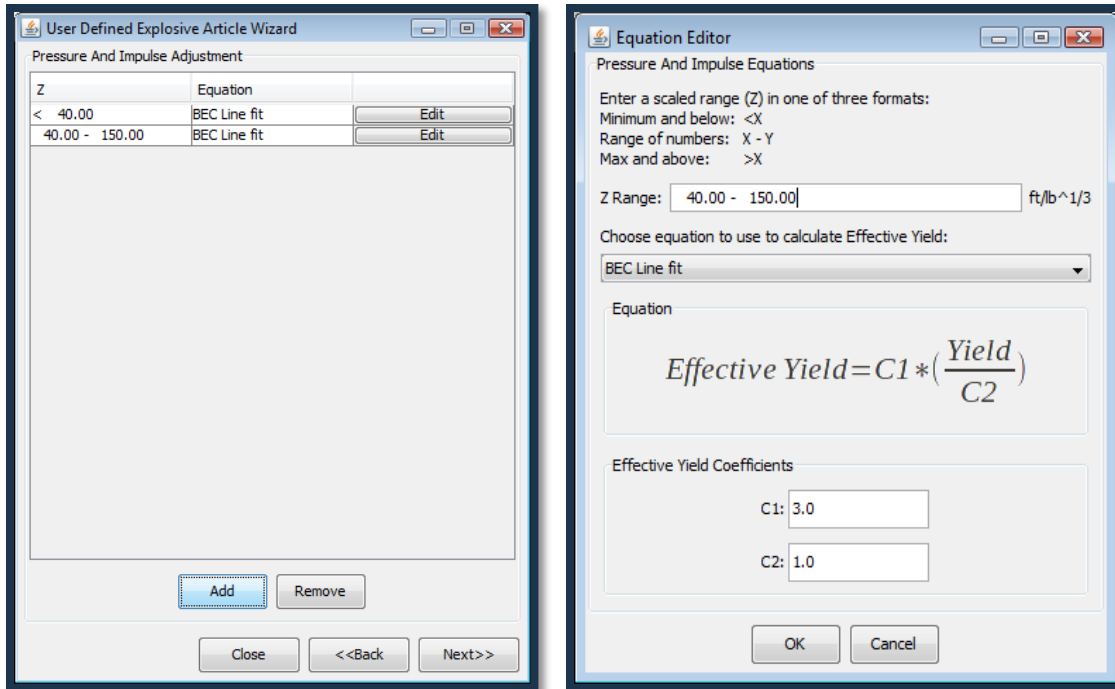 User Defined Explosive Article Wizard
Pressure And Impulse Adjustment
Z Equation
< 40.00 BEC Line fit Edit
40.00 - 150.00 BEC Line fit Edit
Add Remove
Close <<Back Next>>
Equation Editor
Pressure And Impulse Equations
Enter a scaled range (Z) in one of three formats:
Minimum and below: <X
Range of numbers: X - Y
Max and above: >X
Z Range: 40.00 - 150.00 ft/lb^1/3
Choose equation to use to calculate Effective Yield:
BEC Line fit
Equation
Effective Yield=C1*(Yield/C2)
Effective Yield Coefficients
C1: 3.0
C2: 1.0
OK Cancel